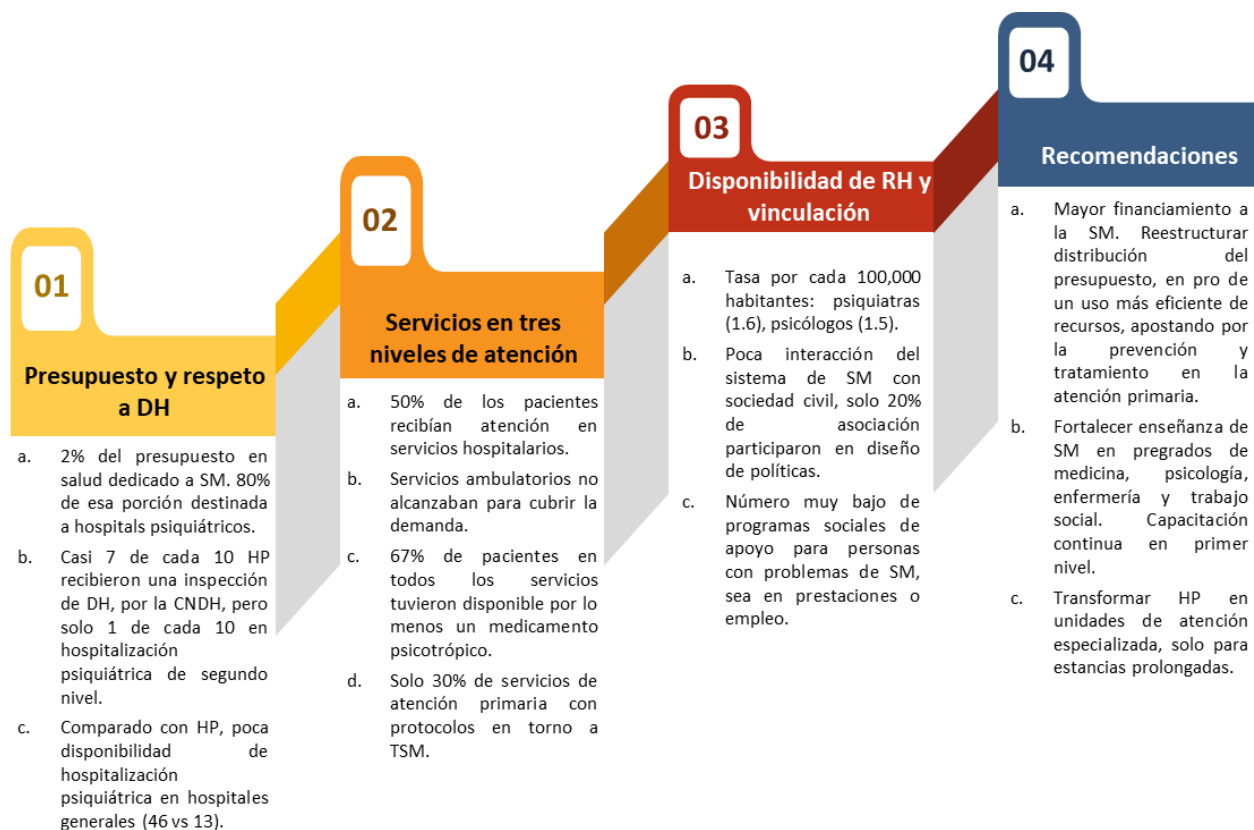 01
Presupuesto y respeto
a DH
a. 2% del presupuesto en
salud dedicado a SM. 80%
de esa porción destinada
a hospitals psiquiátricos.
b. Casi 7 de cada 10 HP
recibieron una inspección
de DH, por la CNDH, pero
solo 1 de cada 10 en
hospitalización
psiquiátrica de segundo
nivel.
c. Comparado con HP, poca
disponibilidad de
hospitalización
psiquiátrica en hospitales
generales (46 vs 13).
02
Servicios en tres
niveles de atención
a. 50% de los pacientes
recibían atención en
servicios hospitalarios.
b. Servicios ambulatorios no
alcanzaban para cubrir la
demanda.
c. 67% de pacientes en
todos los servicios
tuvieron disponible por lo
menos un medicamento
psicotrópico.
d. Solo 30% de servicios de
atención primaria con
protocolos en torno a
TSM.
03
Disponibilidad de RH y
vinculación
a. Tasa por cada 100,000
habitantes: psiquiatras
(1.6), psicólogos (1.5).
b. Poca interacción del
sistema de SM con
sociedad civil, solo 20%
de asociación
participaron en diseño
de políticas.
c. Número muy bajo de
programas sociales de
apoyo para personas
con problemas de SM,
sea en prestaciones o
empleo.
04
Recomendaciones
a. Mayor financiamiento a
la SM. Reestructurar
distribución del
presupuesto, en pro de
un uso más eficiente de
recursos, apostando por
la prevención y
tratamiento en la
atención primaria.
b. Fortalecer enseñanza de
SM en pregrados de
medicina, psicología,
enfermería y trabajo
social. Capacitación
continua en primer
nivel.
c. Transformar HP en
unidades de atención
especializada, solo para
estancias prolongadas.